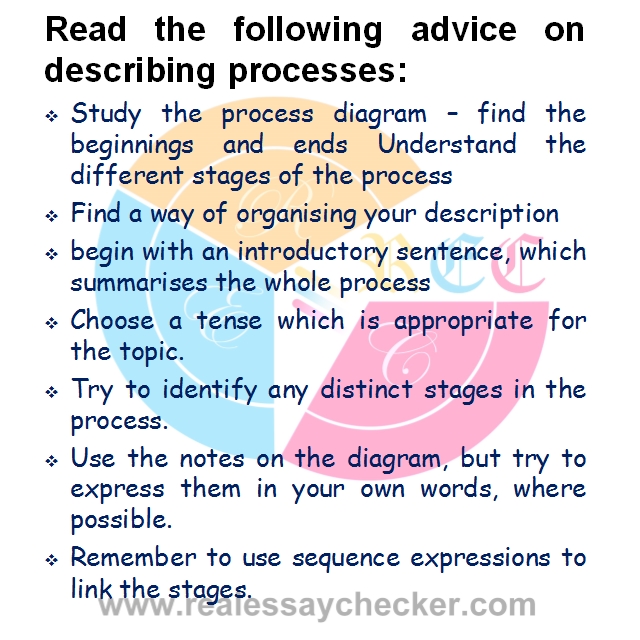 Read the following advice on
describing processes:
❖ Study the process diagram – find the
beginnings and ends Understand the
different stages of the process
❖ Find a way of organising your description
❖ begin with an introductory sentence, which
summarises the whole process
❖ Choose a tense which is appropriate for
the topic.
❖ Try to identify any distinct stages in the
process.
❖ Use the notes on the diagram, but try to
express them in your own words, where
possible.
❖ Remember to use sequence expressions to
link the stages.
www.realessaychecker.com
R
E
C
RECC